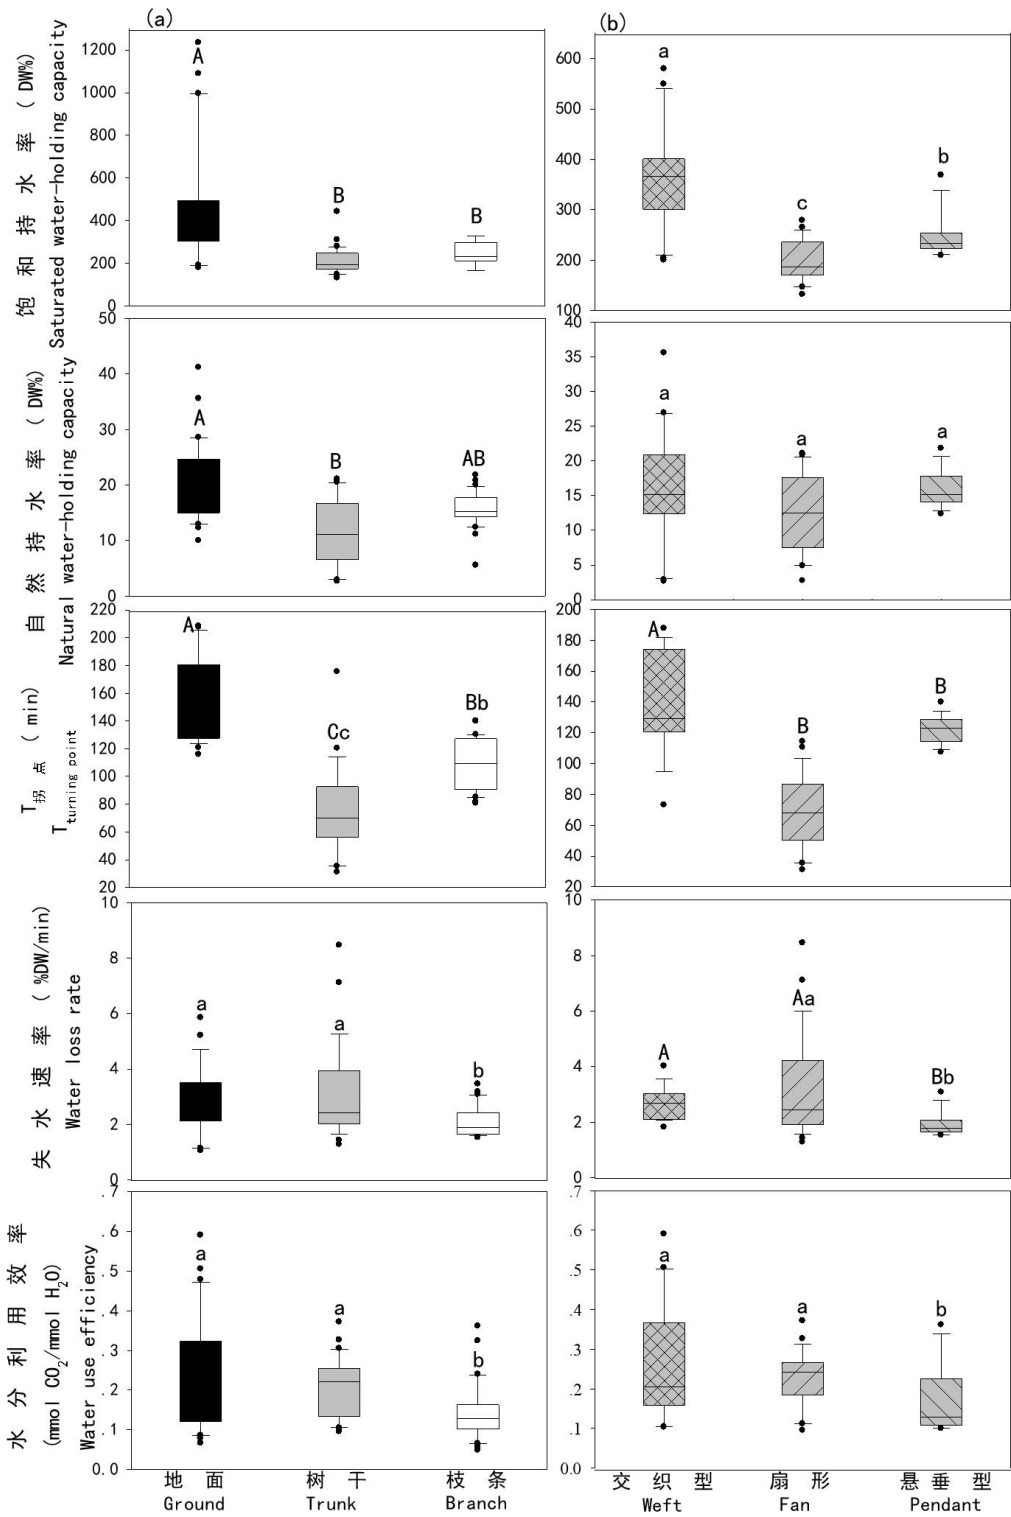 (a)
(b)
饱和持水率 (DW%)
Saturated water-holding capacity
1200
1000
800
600
400
200
0
A
B
B
600
500
400
300
200
100
a
c
b
自然持水率 (DW%)
Natural water-holding capacity
50
40
30
20
10
0
A
B
AB
40
35
30
25
20
15
10
5
0
a
a
a
T拐点 (min)
Tturning point
220
200
180
160
140
120
100
80
60
40
20
A
Cc
Bb
200
180
160
140
120
100
80
60
40
20
A
B
B
失水速率 (%DW/min)
Water loss rate
10
8
6
4
2
0
a
a
b
10
8
6
4
2
0
A
Aa
Bb
水分利用效率
(mmol CO2/mmol H2O)
Water use efficiency
.7
.6
.5
.4
.3
.2
.1
0.0
a
a
b
.7
.6
.5
.4
.3
.2
.1
0.0
a
a
b
地面 树干 枝条 交织型 扇形 悬垂型
Ground Trunk Branch Weft Fan Pendant